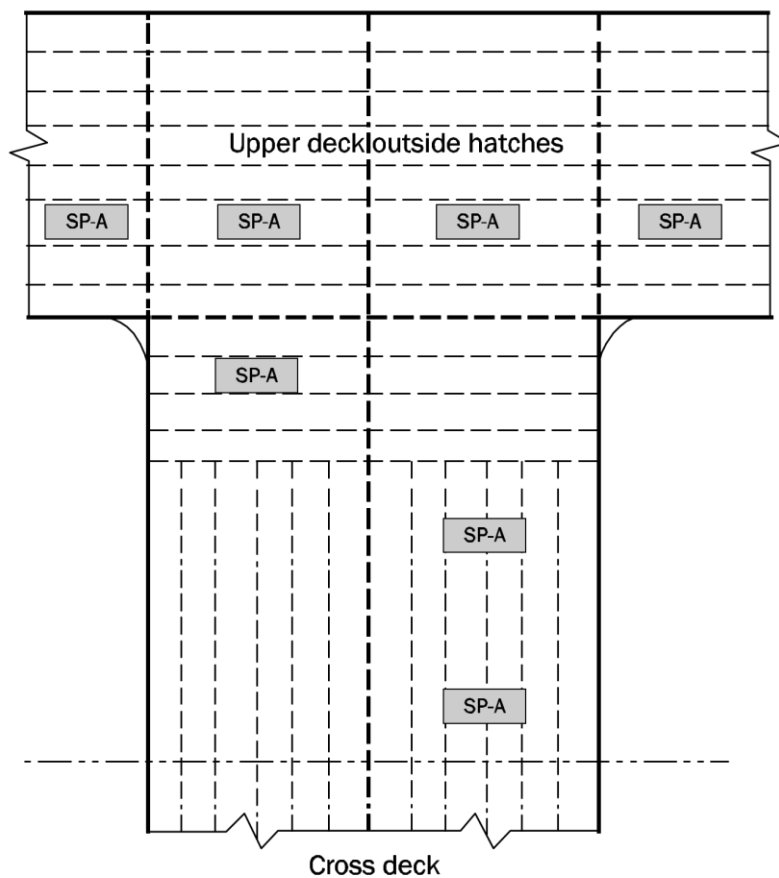 Upper deck outside hatches
SP-A SP-A SP-A SP-A
SP-A
SP-A
SP-A
Cross deck